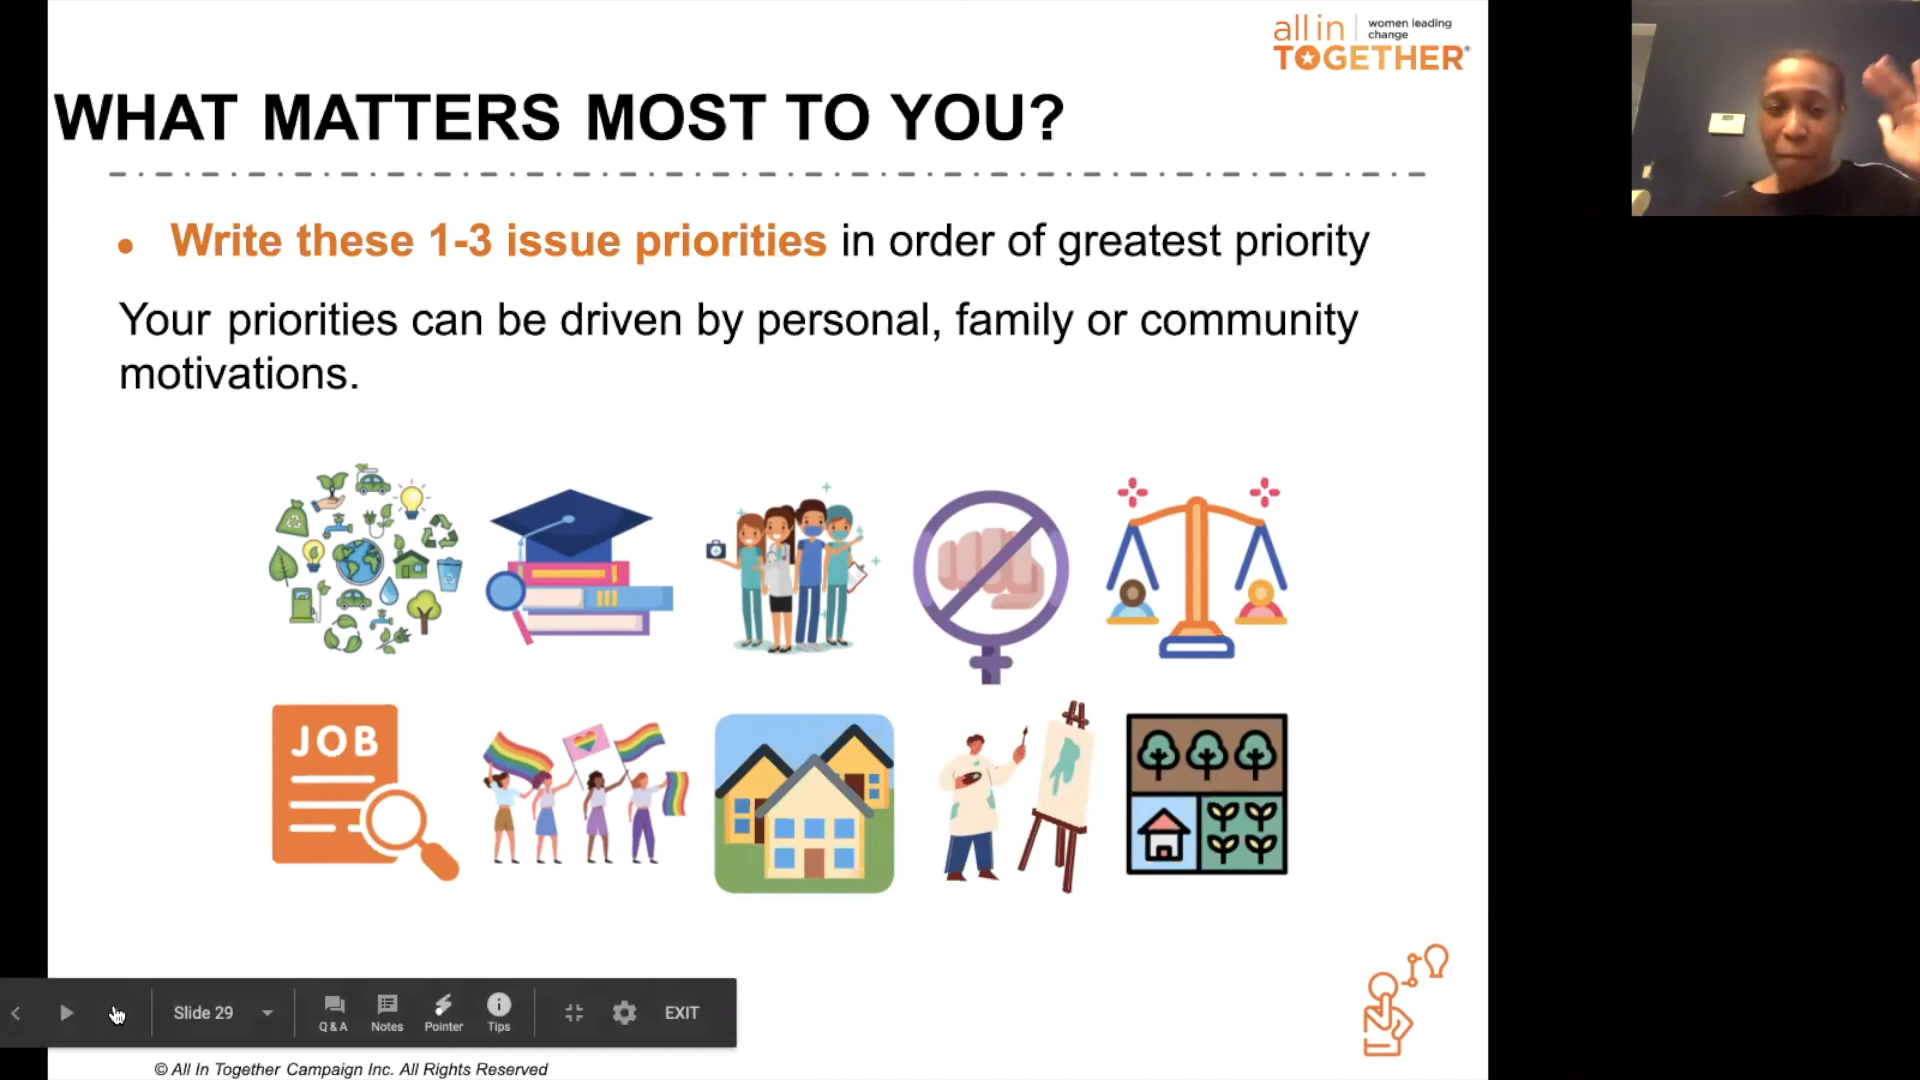 all in
women leading
change
TOGETHER®
WHAT MATTERS MOST TO YOU?
• Write these 1-3 issue priorities in order of greatest priority
Your priorities can be driven by personal, family or community
motivations.
JOB
Slide 29
Q&A
Notes
Pointer
Tips
EXIT
© All In Together Campaign Inc. All Rights Reserved